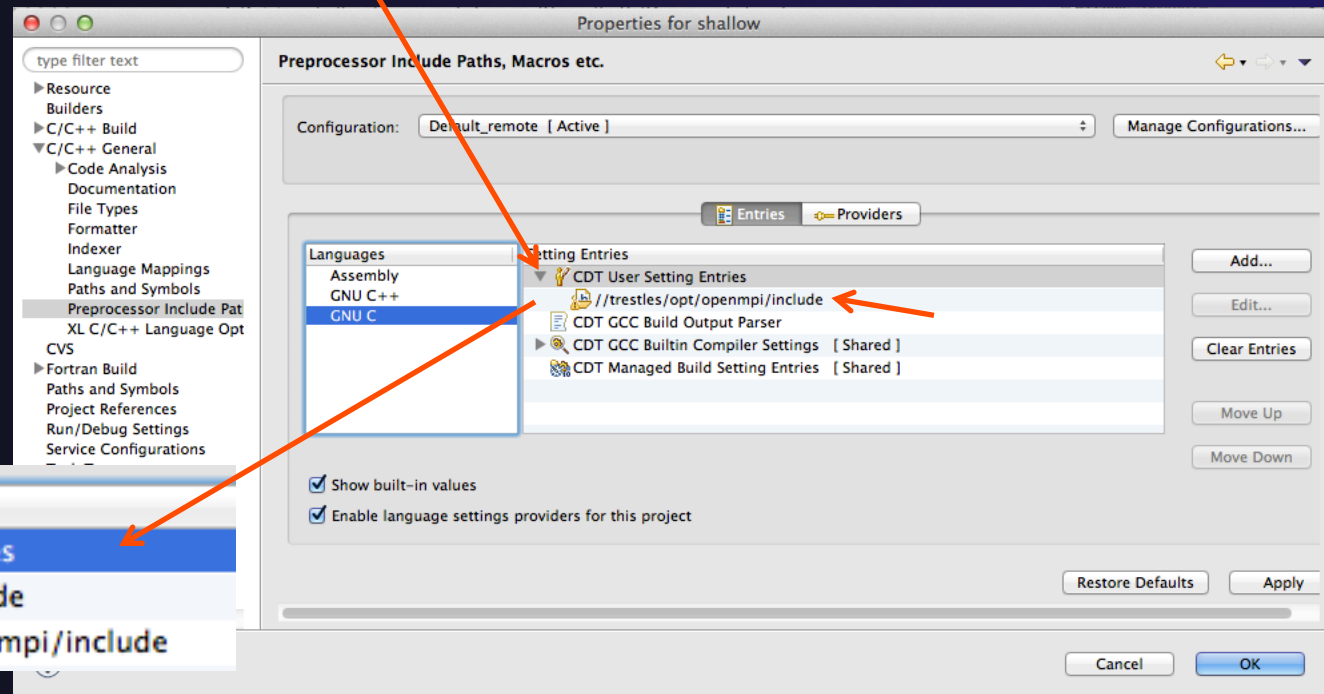 Properties for shallow
type filter text
Preprocessor Include Paths, Macros etc.
Resource
Builders
C/C++ Build
C/C++ General
Code Analysis
Documentation
File Types
Formatter
Indexer
Language Mappings
Paths and Symbols
Preprocessor Include Pat
XL C/C++ Language Opt
CVS
Fortran Build
Paths and Symbols
Project References
Run/Debug Settings
Service Configurations
Configuration: Default_remote [ Active ] Manage Configurations...
Entries Providers
Languages
Assembly
GNU C++
GNU C
Setting Entries
CDT User Setting Entries
//trestles/opt/openmpi/include
CDT GCC Build Output Parser
CDT GCC Builtin Compiler Settings [ Shared ]
CDT Managed Build Setting Entries [ Shared ]
Add...
Edit...
Clear Entries
Move Up
Move Down
Show built-in values
Enable language settings providers for this project
s
de
mpi/include
Restore Defaults Apply
Cancel OK